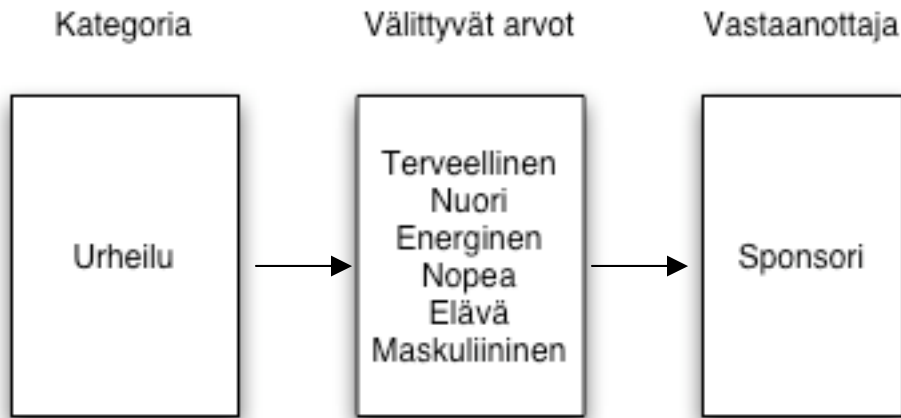 Kategoria
Välittyvät arvot
Vastaanottaja
Urheilu
Terveellinen
Nuori
Energinen
Nopea
Elävä
Maskuliininen
Sponsori